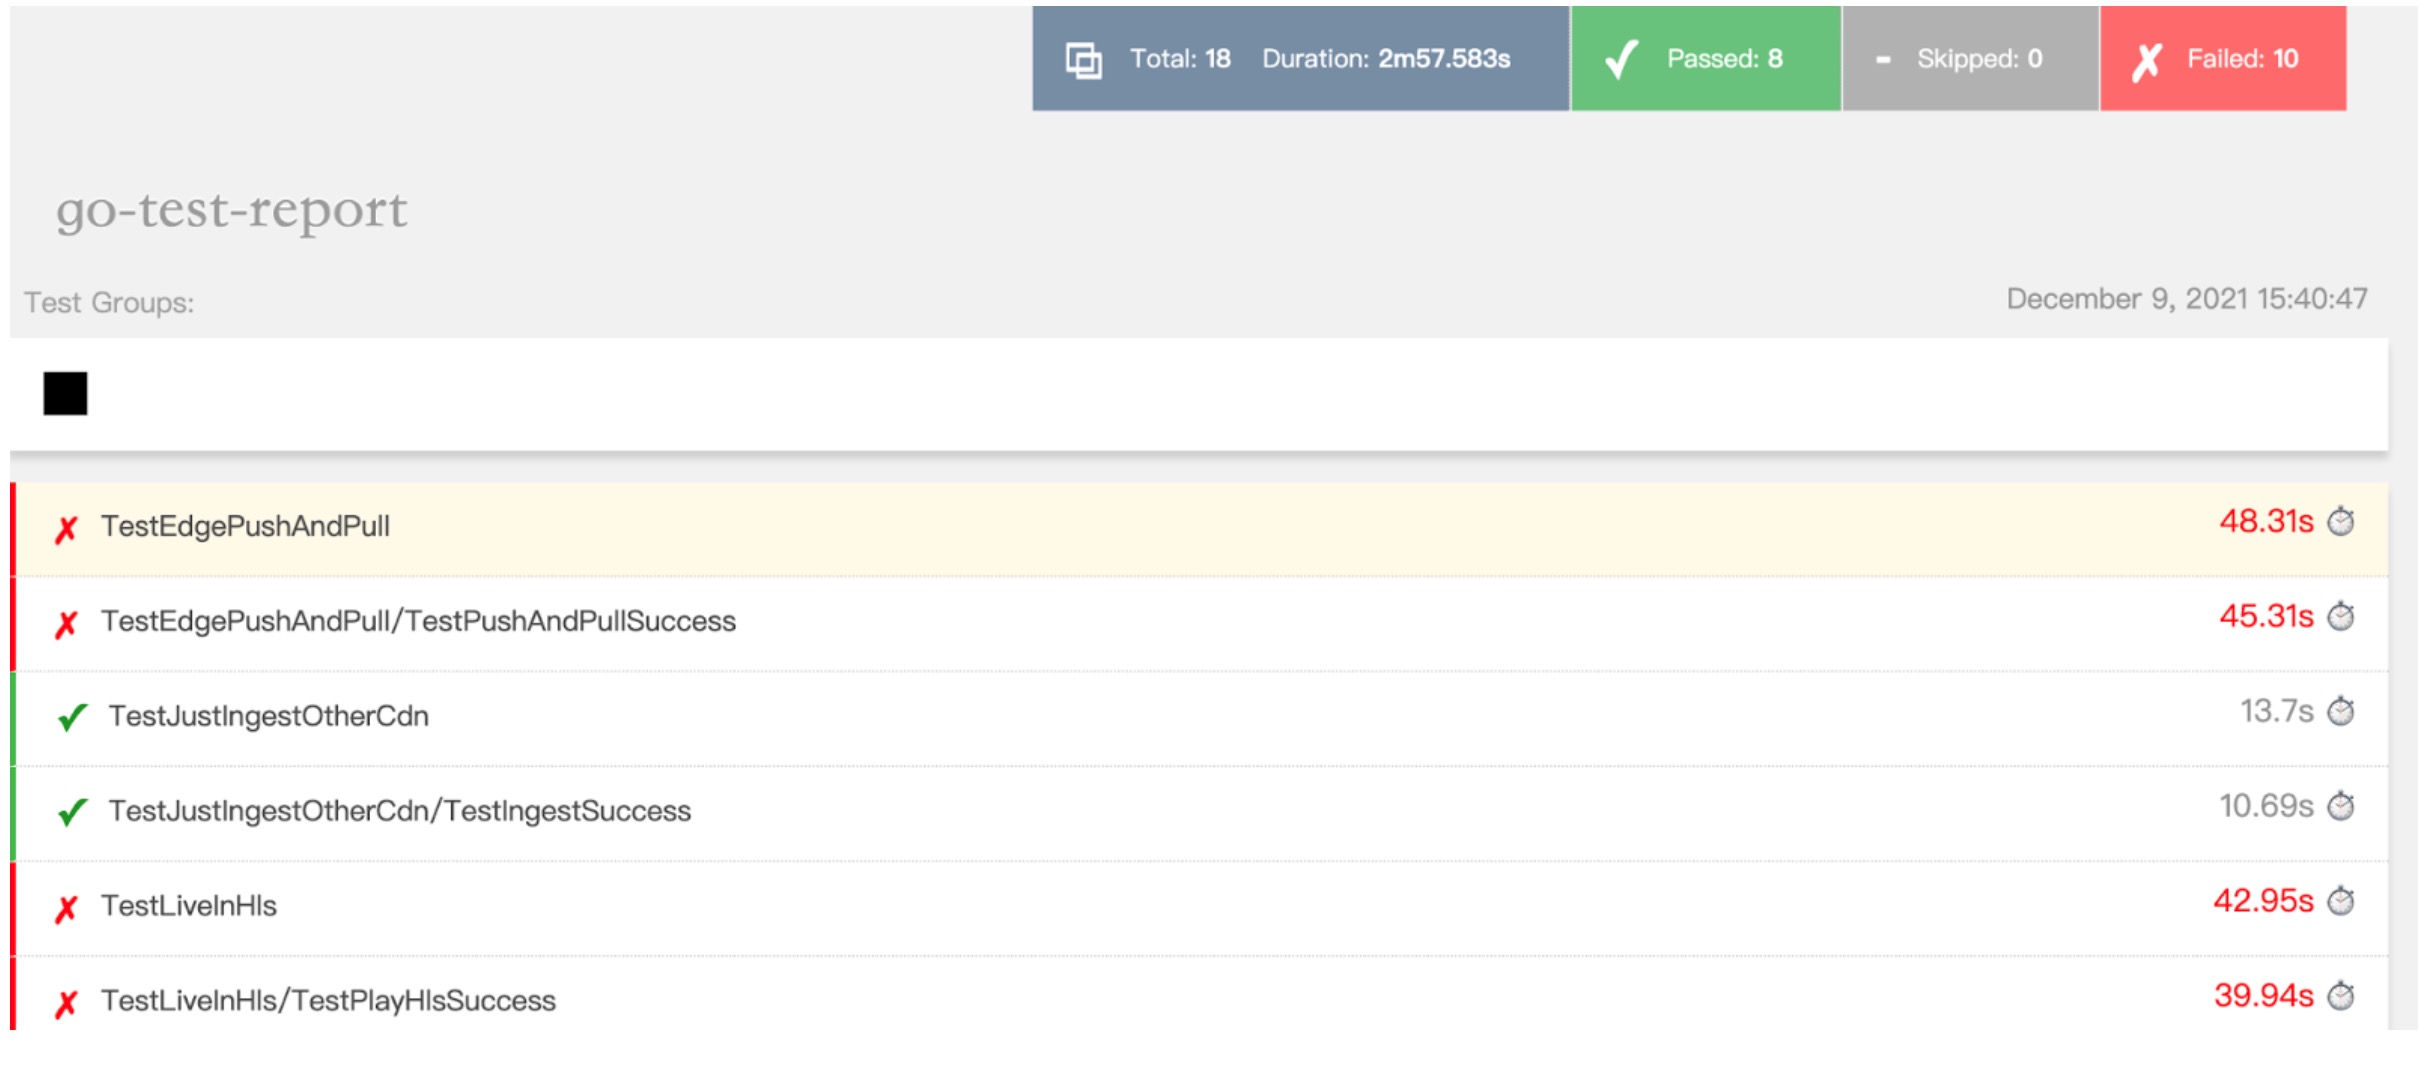 Total: 18 Duration: 2m57.583s Passed: 8 Skipped: 0 Failed: 10
go-test-report
Test Groups: December 9, 2021 15:40:47
TestEdgePushAndPull 48.31s
TestEdgePushAndPull/TestPushAndPullSuccess 45.31s
TestJustIngestOtherCdn 13.7s
TestJustIngestOtherCdn/TestIngestSuccess 10.69s
TestLiveInHls 42.95s
TestLiveInHls/TestPlayHlsSuccess 39.94s